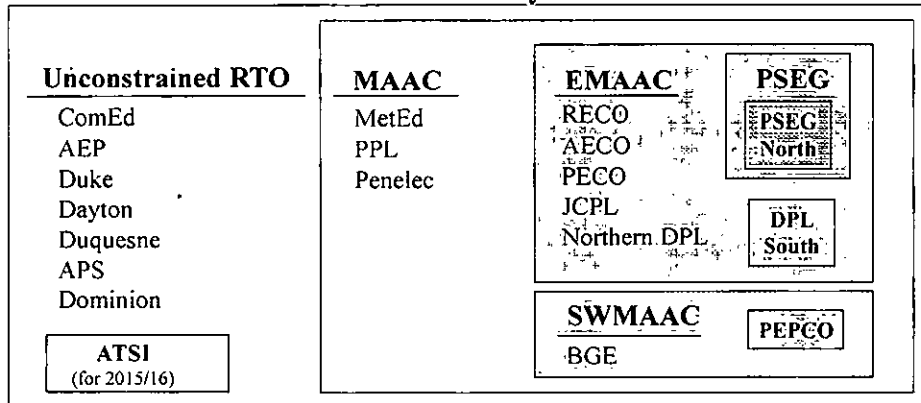 Unconstrained RTO
ComEd
AEP
Duke
Dayton
Duquesne
APS
Dominion
ATSI
(for 2015/16)
MAAC
MetEd
PPL
Penelec
EMAAC
RECO
AECO
PECO
JCPL
Northern DPL
PSEG
PSEG
North
DPL
South
SWMAAC
BGE
PEPCO